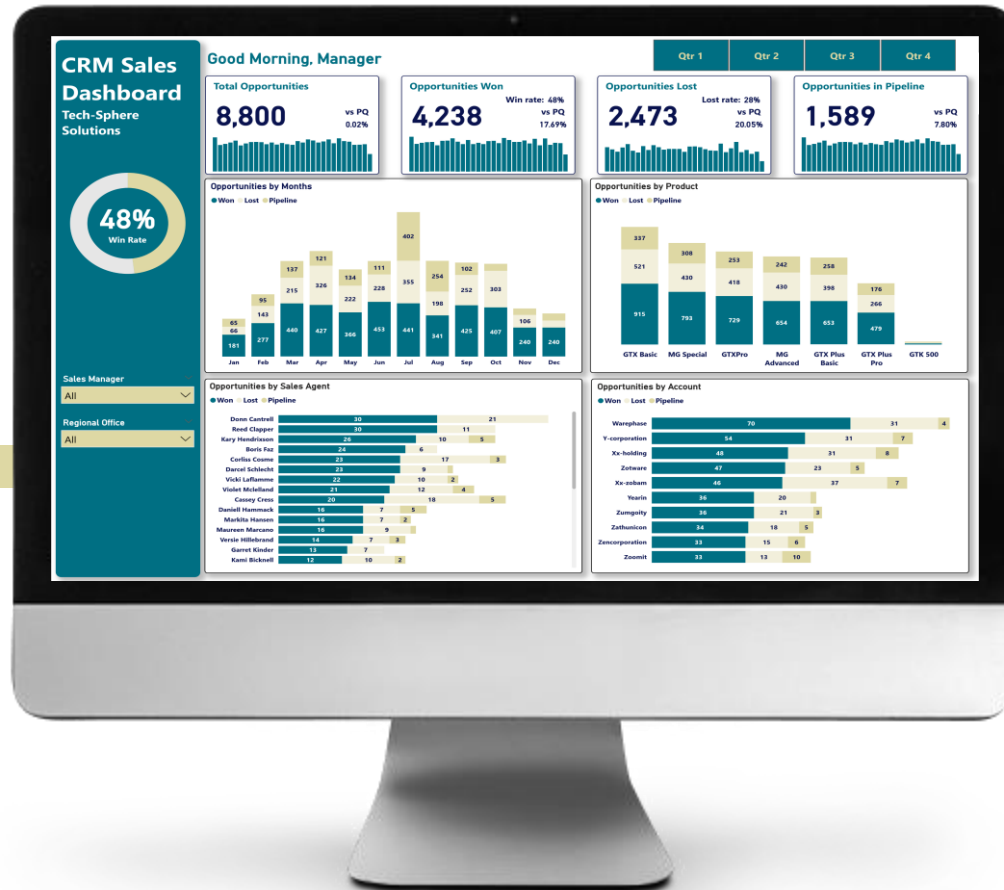 CRM Sales
Dashboard
Tech-Sphere
Solutions
48%
Win Rate
Sales Manager
All
Regional Office
All
Good Morning, Manager
Qtr 1
Qtr 2
Qtr 3
Qtr 4
Total Opportunities
8,800
vs PQ
0.02%
Opportunities Won
Win rate: 48%
4,238
vs PQ
17.69%
Opportunities Lost
Lost rate: 28%
2,473
vs PQ
20.05%
Opportunities in Pipeline
1,589
vs PQ
7.80%
Opportunities by Months
Won Lost Pipeline
65 95 137 121 134 111 402 254 102
66 143 215 326 222 228 355 198 252 303 106
181 277 440 427 366 453 441 341 425 407 240 240
Jan Feb Mar Apr May Jun Jul Aug Sep Oct Nov Dec
Opportunities by Product
Won Lost Pipeline
337 308 253 242 258 176
521 430 418 430 398 266
915 793 729 654 653 479
GTX Basic MG Special GTXPro MG Advanced GTX Plus Basic GTX Plus Pro GTK 500
Opportunities by Sales Agent
Won Lost Pipeline
Donn Cantrell 30 21
Reed Clapper 30 11
Kary Hendrixson 26 10 5
Boris Faz 24 6
Corliss Cosme 23 17 3
Darcel Schlecht 23 9
Vicki Laflamme 22 10 2
Violet Mclelland 21 12 4
Cassey Cress 20 18 5
Daniell Hammack 16 7 5
Markita Hansen 16 7 2
Maureen Marcano 16 9
Versie Hillebrand 14 7 3
Garret Kinder 13 7
Kami Bicknell 12 10 2
Opportunities by Account
Won Lost Pipeline
Warephase 70 31 4
Y-corporation 54 31 7
Xx-holding 48 31 8
Zotware 47 23 5
Xx-zobam 46 37 7
Yearin 36 20
Zumgoity 36 21 3
Zathunicon 34 18 5
Zencorporation 33 15 6
Zoomit 33 13 10